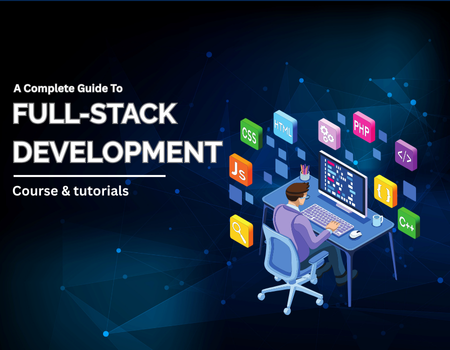 A Complete Guide To
FULL-STACK
DEVELOPMENT
Course & tutorials
CSS
HTML
PHP
</>
Js
{ }
C++